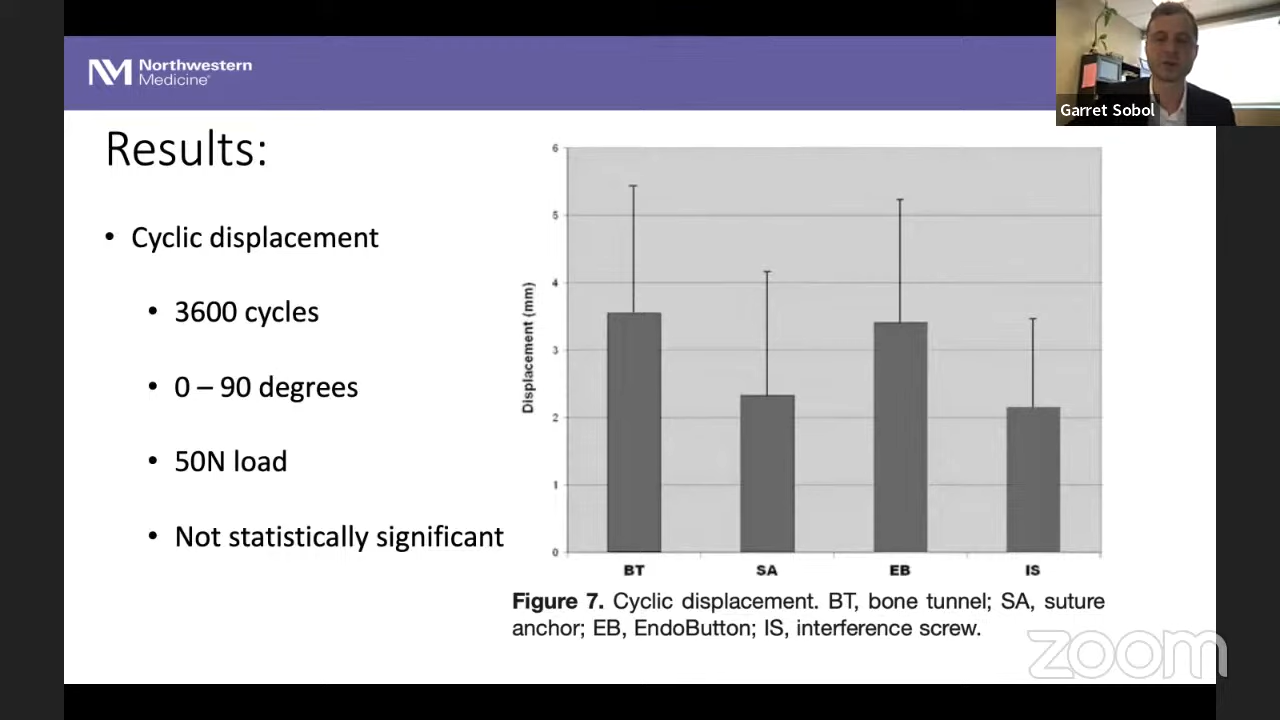 Northwestern
Medicine
Garret Sobol
Results:
• Cyclic displacement
• 3600 cycles
• 0 – 90 degrees
• 50N load
• Not statistically significant
6
5
4
3
2
1
0
Displacement (mm)
BT SA EB IS
Figure 7. Cyclic displacement. BT, bone tunnel; SA, suture
anchor; EB, EndoButton; IS, interference screw.
zoom